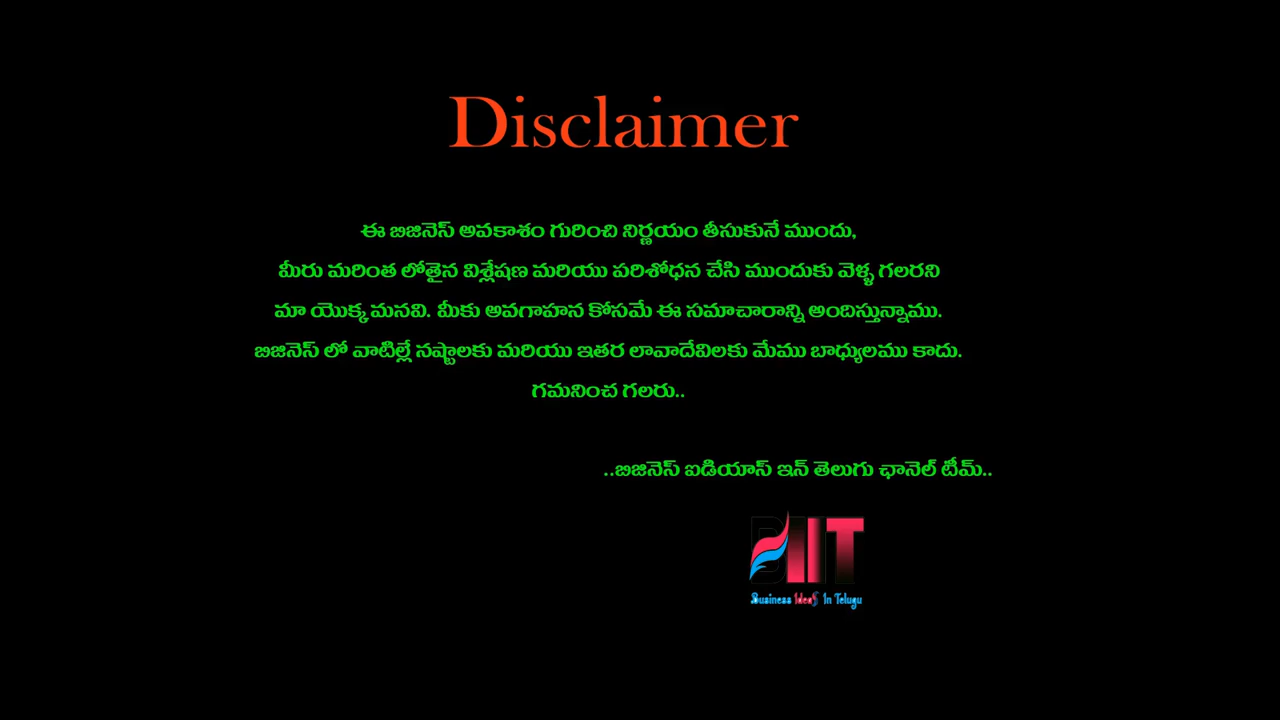 Disclaimer
ఈ బిజినెస్ అవకాశం గురించి నిర్ణయం తీసుకునే ముందు,
మీరు మరింత లోతైన విశ్లేషణ మరియు పరిశోధన చేసి ముందుకు వెళ్ళ గలరని
మా యొక్క మనవి. మీకు అవగాహన కోసమే ఈ సమాచారాన్ని అందిస్తున్నాము.
బిజినెస్ లో వాటిల్లే నష్టాలకు మరియు ఇతర లావాదేవిలకు మేము బాధ్యులము కాదు.
గమనించ గలరు..
..బిజినెస్ ఐడియాస్ ఇన్ తెలుగు ఛానెల్ టీమ్..
BIIT
Business Ideas In Telugu